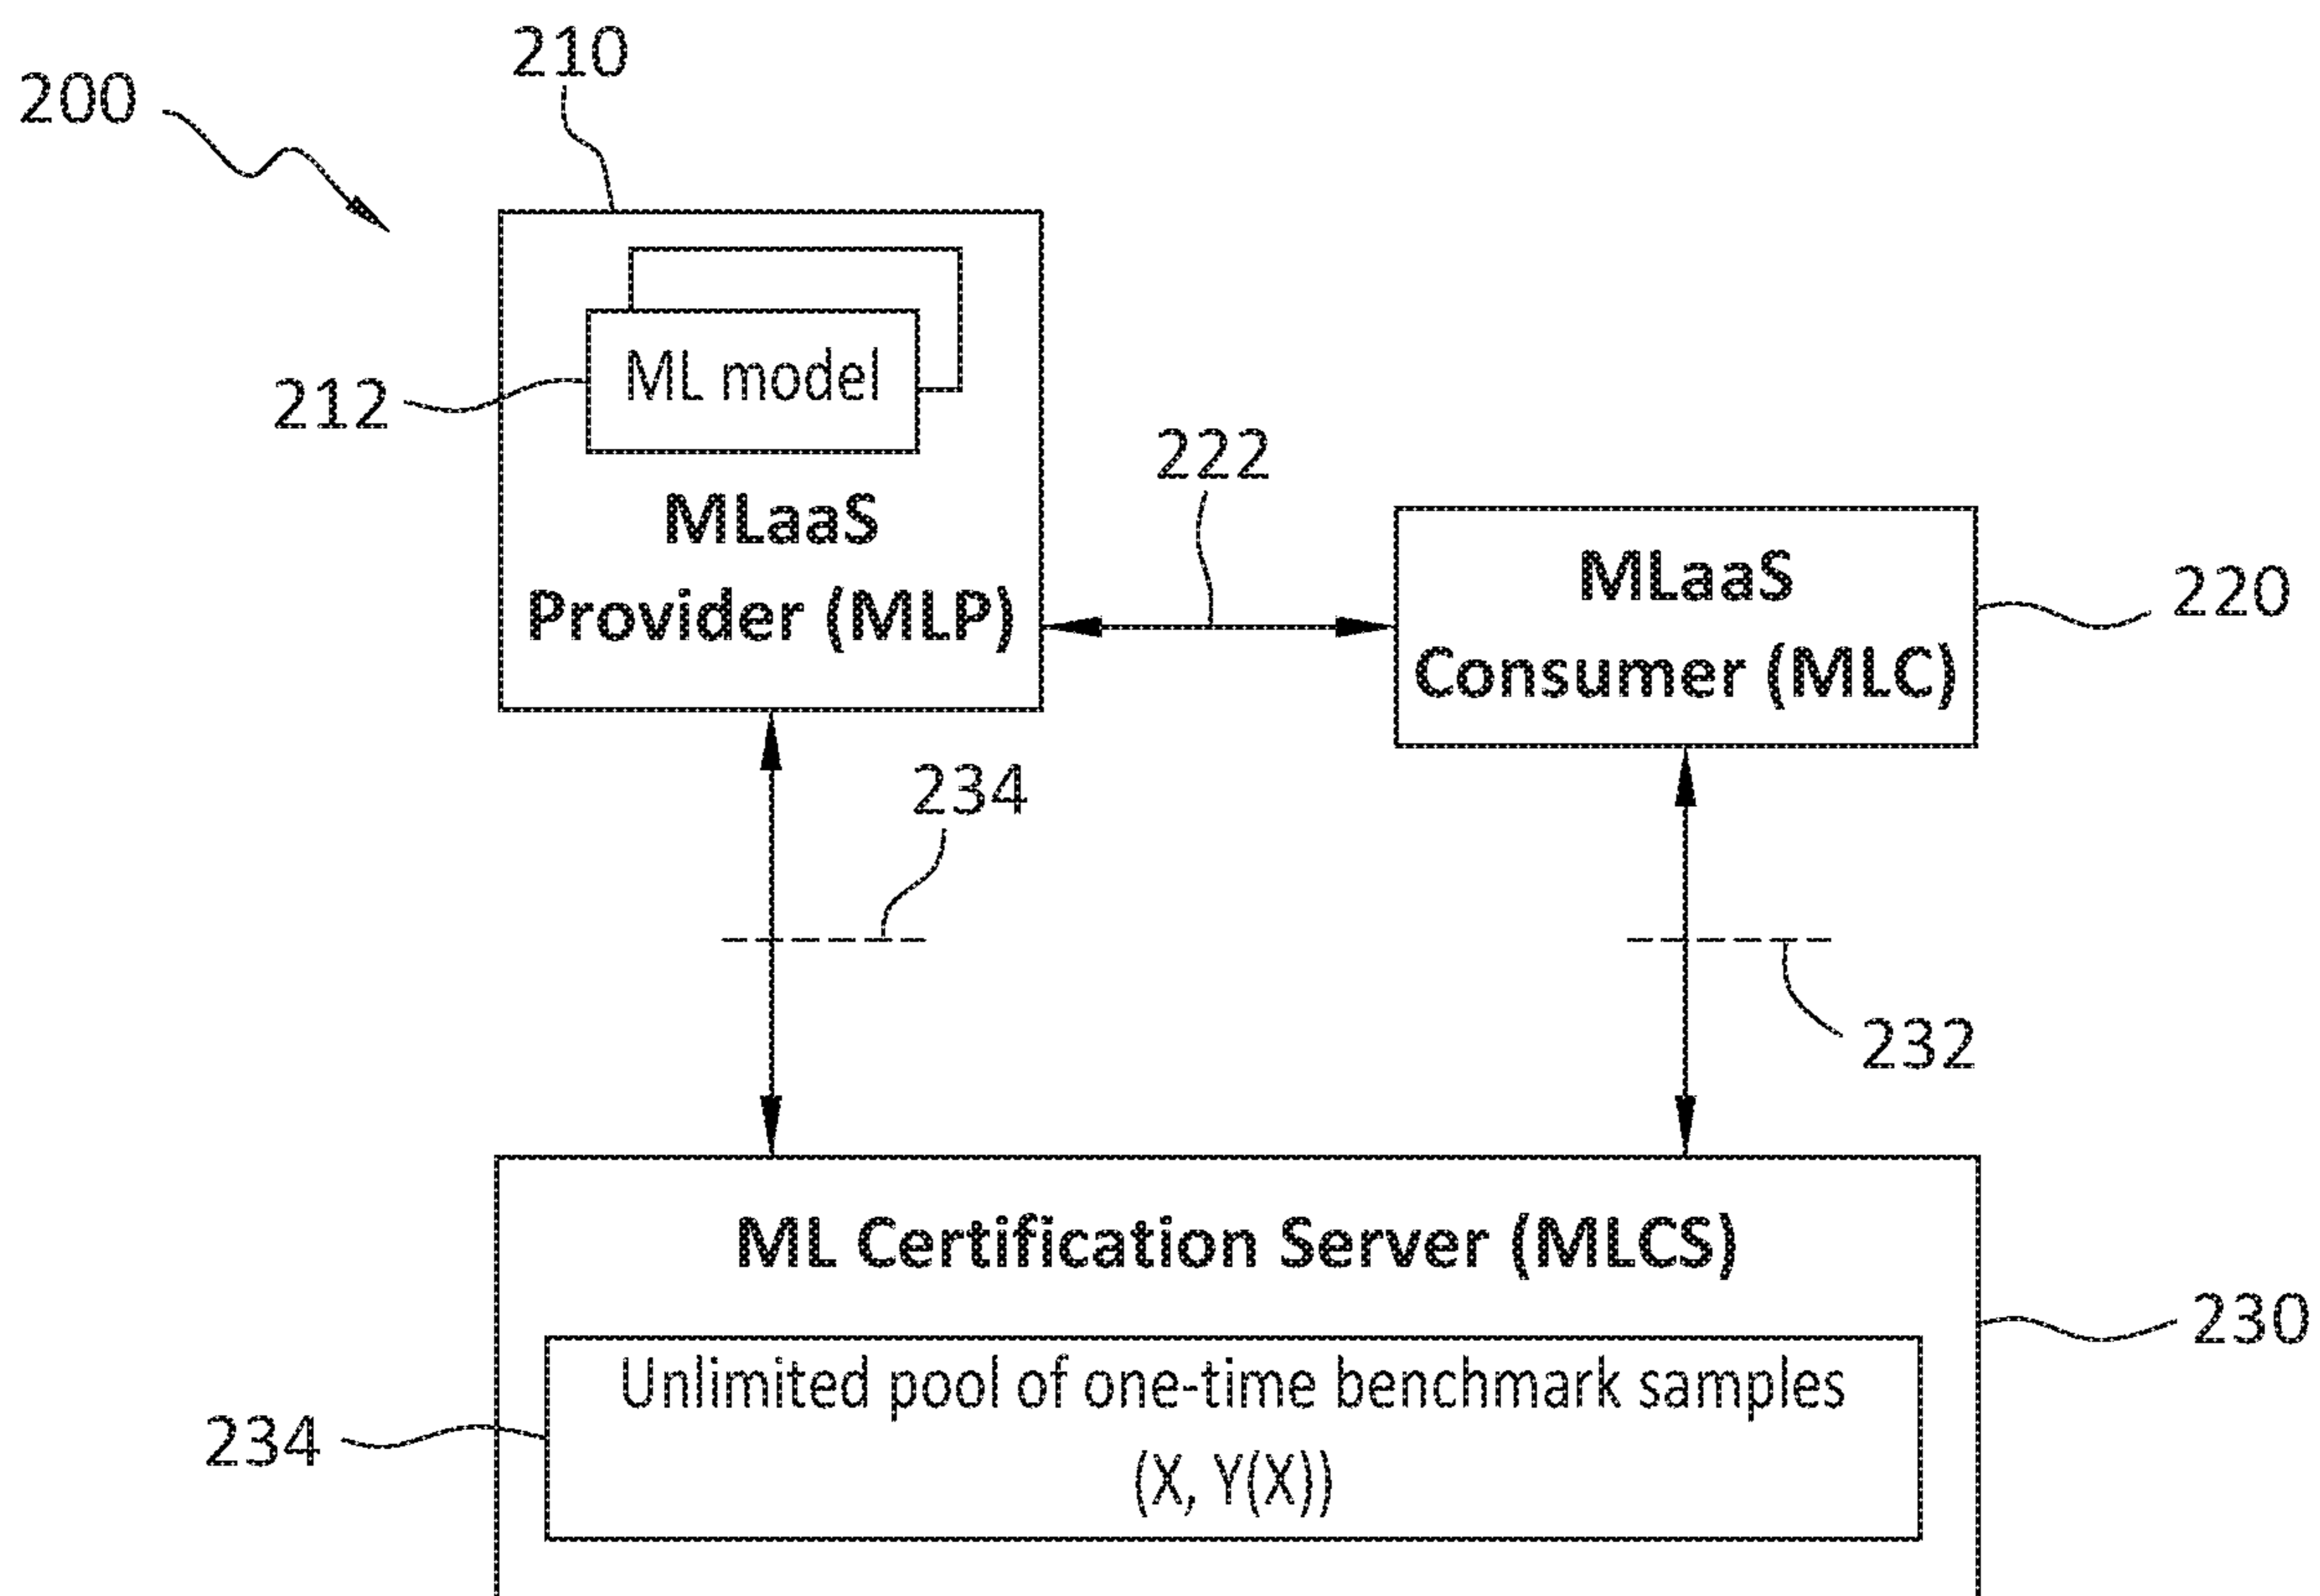 210
200
ML model
212
MLaaS
Provider (MLP)
222
MLaaS
Consumer (MLC)
220
234
232
ML Certification Server (MLCS)
230
Unlimited pool of one-time benchmark samples
(X, Y(X))
234